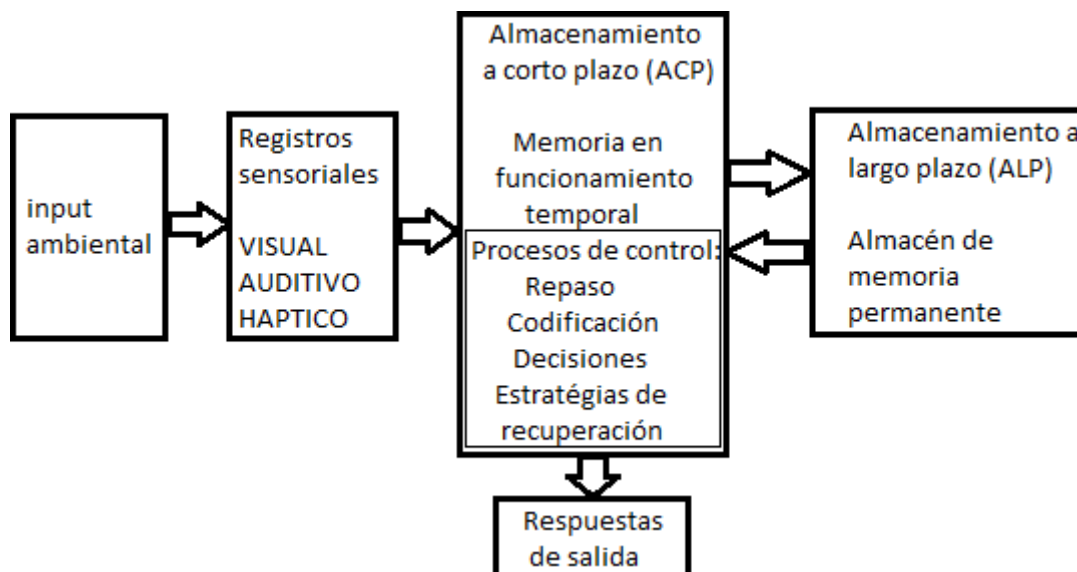 input
ambiental
Registros
sensoriales
VISUAL
AUDITIVO
HAPTICO
Almacenamiento
a corto plazo (ACP)
Memoria en
funcionamiento
temporal
Procesos de control:
Repaso
Codificación
Decisiones
Estratégias de
recuperación
Almacenamiento a
largo plazo (ALP)
Almacén de
memoria
permanente
Respuestas
de salida